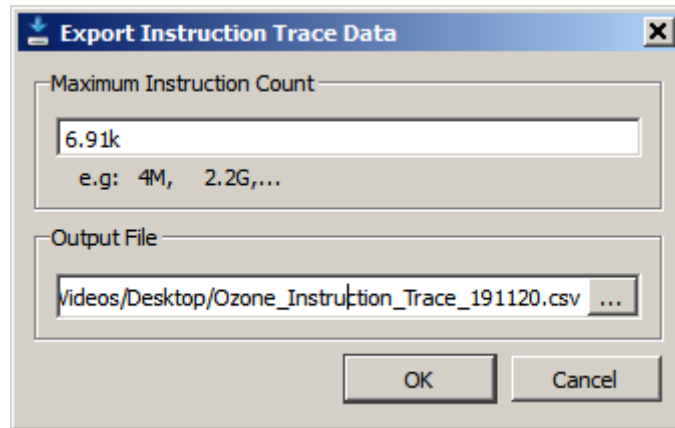 Export Instruction Trace Data
Maximum Instruction Count
6.91k
e.g: 4M, 2.2G,...
Output File
Videos/Desktop/Ozone_Instruction_Trace_191120.csv ...
OK Cancel